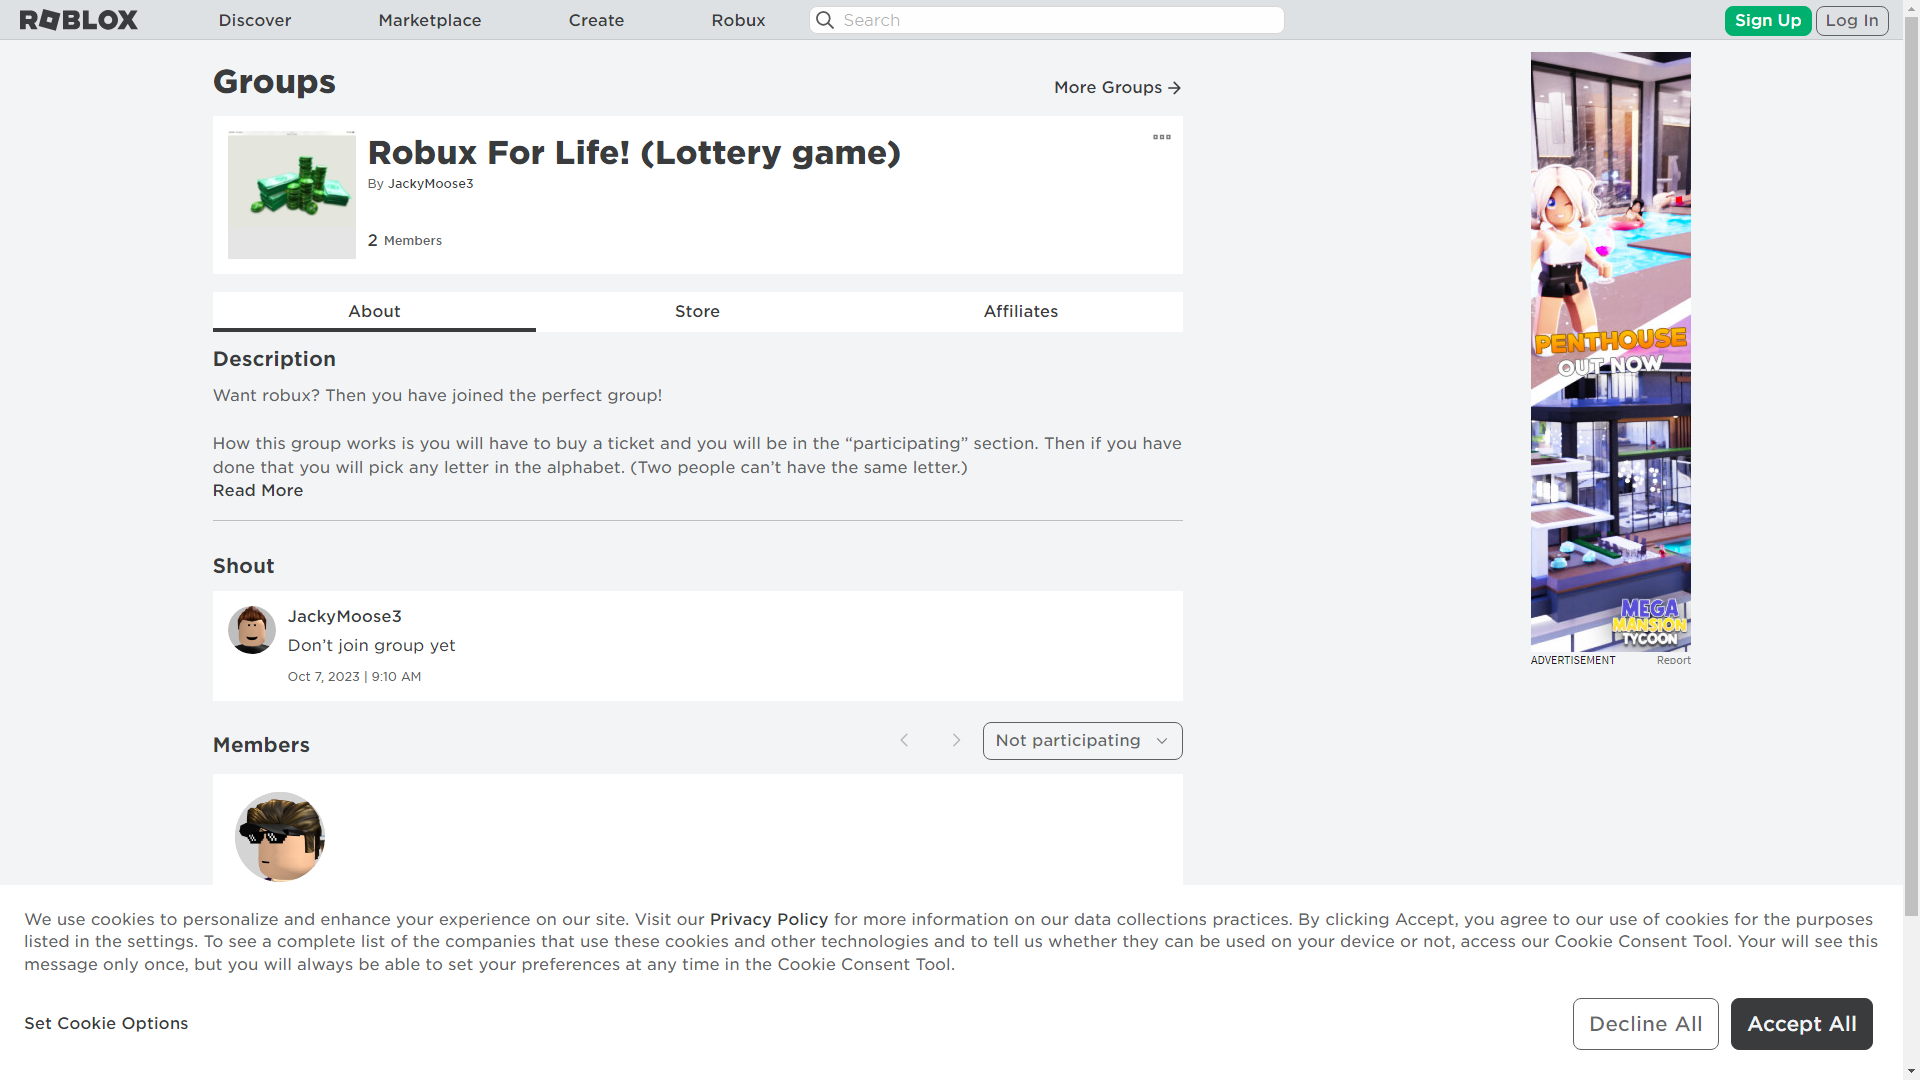 ROBLOX
Discover
Marketplace
Create
Robux
Search
Sign Up
Log In
Groups
More Groups
Robux For Life! (Lottery game)
By JackyMoose3
2 Members
About
Store
Affiliates
Description
Want robux? Then you have joined the perfect group!
How this group works is you will have to buy a ticket and you will be in the “participating” section. Then if you have
done that you will pick any letter in the alphabet. (Two people can’t have the same letter.)
Read More
Shout
JackyMoose3
Don’t join group yet
Oct 7, 2023 | 9:10 AM
Members
Not participating
PENTHOUSE
OUT NOW
MEGA
MANSION
TYCOON
ADVERTISEMENT
Report
We use cookies to personalize and enhance your experience on our site. Visit our Privacy Policy for more information on our data collections practices. By clicking Accept, you agree to our use of cookies for the purposes
listed in the settings. To see a complete list of the companies that use these cookies and other technologies and to tell us whether they can be used on your device or not, access our Cookie Consent Tool. Your will see this
message only once, but you will always be able to set your preferences at any time in the Cookie Consent Tool.
Set Cookie Options
Decline All
Accept All